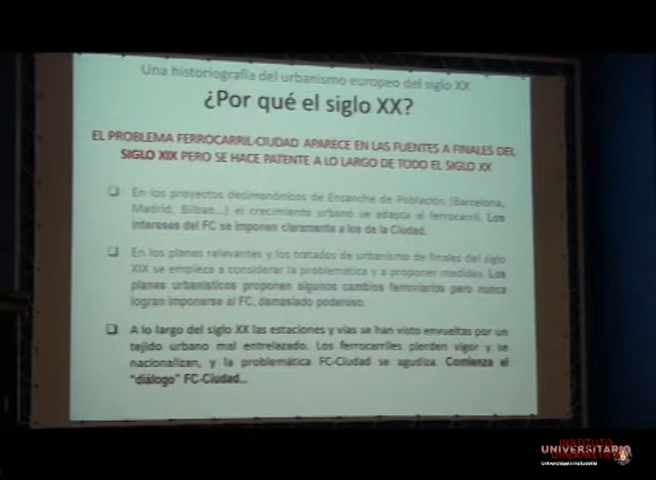 Una historiografía del urbanismo europeo del siglo XX
¿Por qué el siglo XX?
EL PROBLEMA FERROCARRIL-CIUDAD APARECE EN LAS FUENTES A FINALES DEL
SIGLO XIX PERO SE HACE PATENTE A LO LARGO DE TODO EL SIGLO XX
En los proyectos decimonónicos de Ensanche de Población (Barcelona,
Madrid, Bilbao...) el crecimiento urbano se adapta el ferrocarril. Los
intereses del FC se imponen claramente a los de la Ciudad.
En los planes relevantes y los tratados de urbanismo de finales del siglo
XIX se empieza a considerar la problemática y a proponer medidas. Los
planes urbanísticos proponen algunos cambios ferroviarios pero nunca
logran imponerse al FC, demasiado poderoso.
A lo largo del siglo XX las estaciones y vías se han visto envueltas por un
tejido urbano mal entrelazado. Los ferrocarriles pierden vigor y se
nacionalizan, y la problemática FC-Ciudad se agudiza. Comienza el
"diálogo" FC-Ciudad...
INSTITUTO
UNIVERSITARIO
URBANÍSTICA